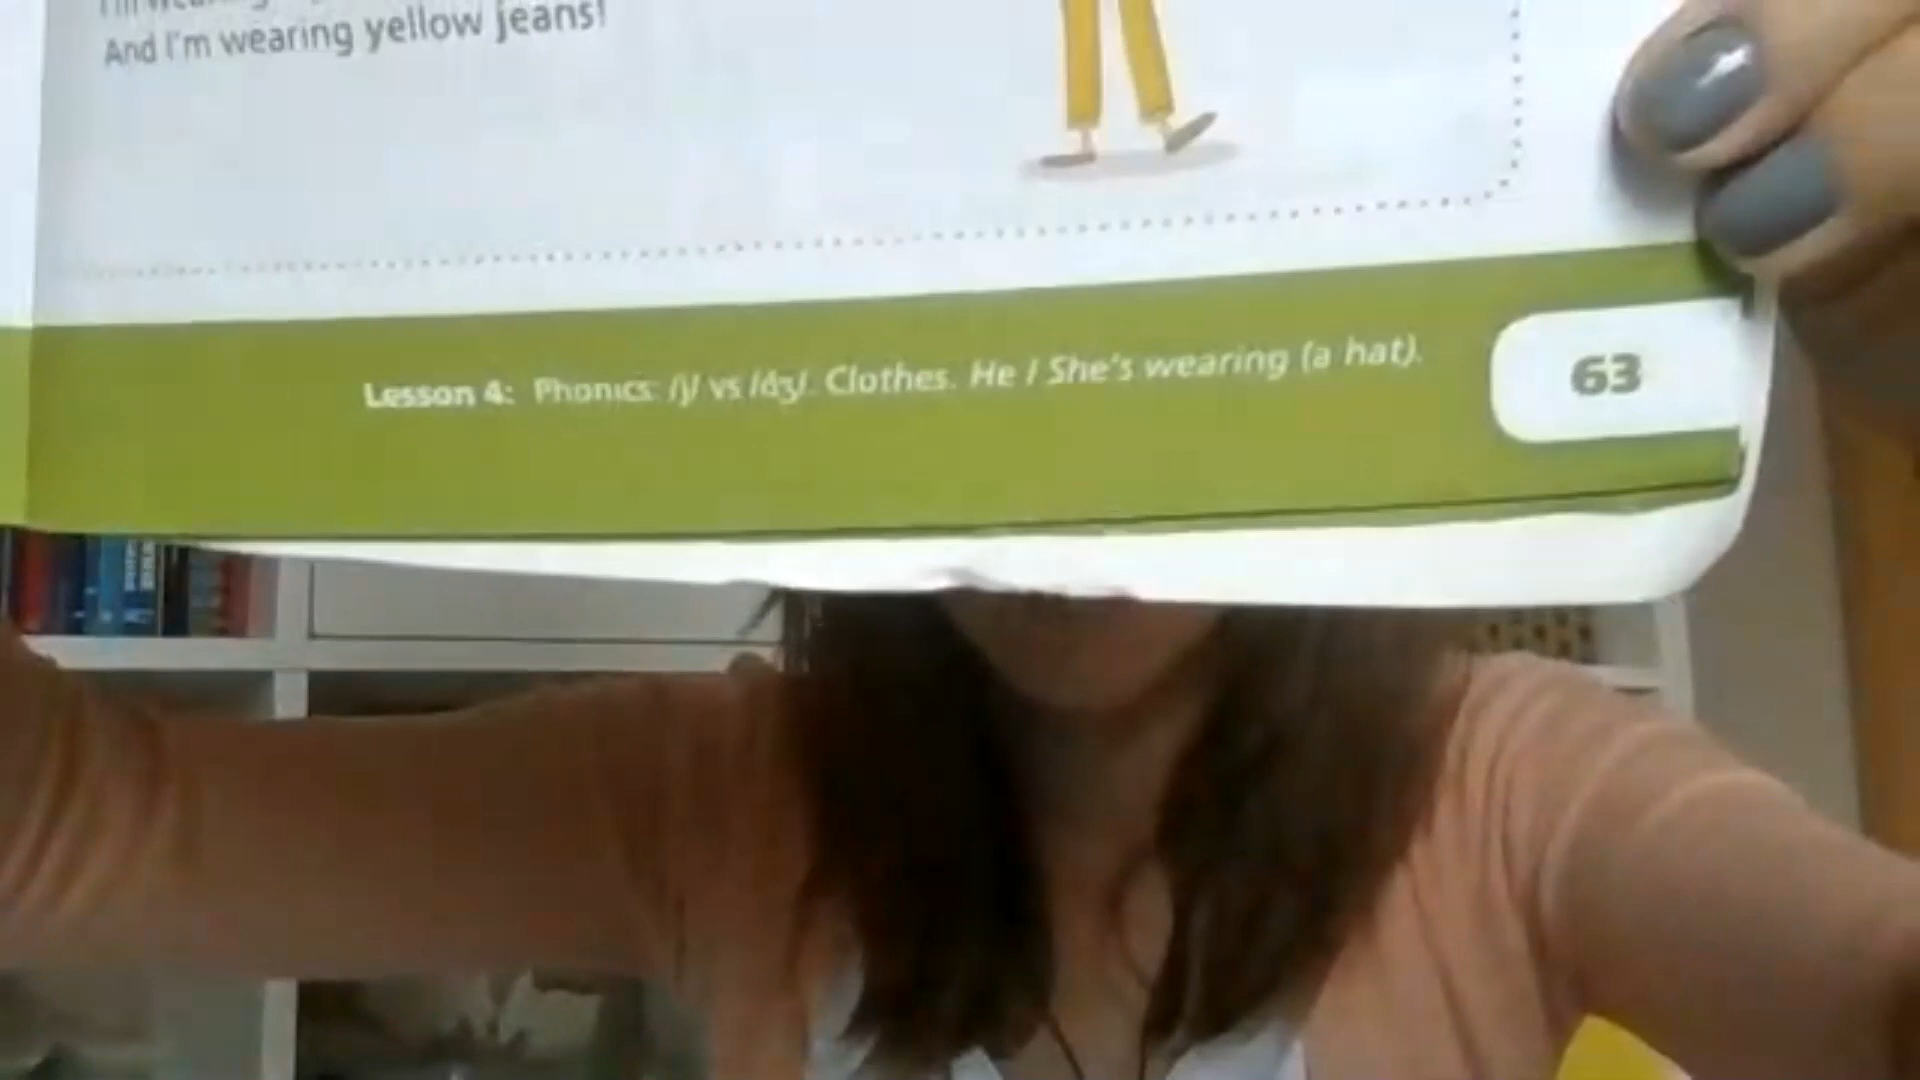 And I'm wearing yellow jeans!
Lesson 4: Phonics: /j/ vs /dʒ/. Clothes. He / She's wearing (a hat).
63